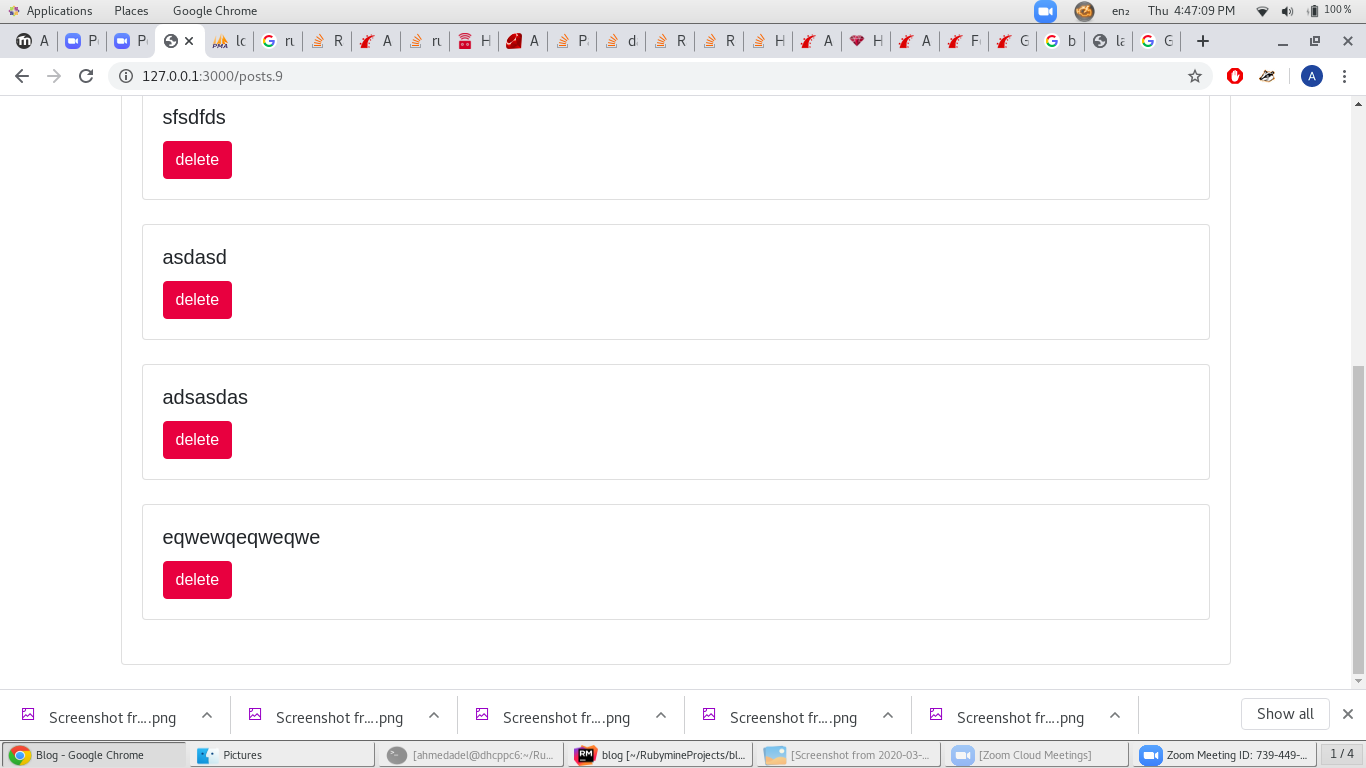 Applications Places Google Chrome en₂ Thu 4:47:09 PM 100 %
A P P lc ru R A ru H A P d R R H A H A F G b la G
127.0.0.1:3000/posts.9 A
sfsdfds
delete
asdasd
delete
adsasdas
delete
eqwewqeqweqwe
delete
Screenshot fr....png Screenshot fr....png Screenshot fr....png Screenshot fr....png Screenshot fr....png Show all
Blog - Google Chrome Pictures [ahmedadel@dhcppc6:~/Ru... blog [~/RubymineProjects/bl... [Screenshot from 2020-03-... [Zoom Cloud Meetings] Zoom Meeting ID: 739-449-... 1 / 4